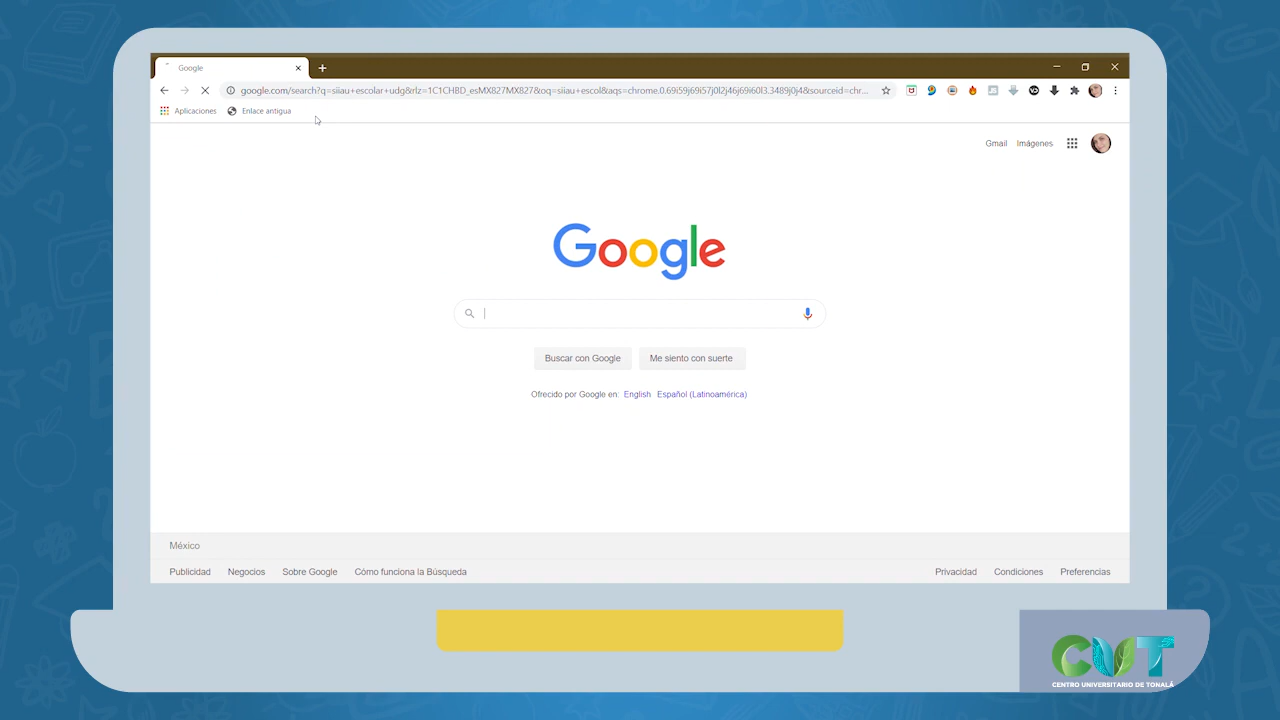 Google
google.com/search?q=siiau+escolar+udg&rlz=1C1CHBD_esMX827MX827&oq=siiau+escol&aqs=chrome.0.69i59j69i57j0l2j46j69i60l3.3489j0j4&sourceid=chr...
Aplicaciones Enlace antigua
Gmail Imágenes
Google
Buscar con Google Me siento con suerte
Ofrecido por Google en: English Español (Latinoamérica)
México
Publicidad Negocios Sobre Google Cómo funciona la Búsqueda Privacidad Condiciones Preferencias
CUT
CENTRO UNIVERSITARIO DE TONALÁ